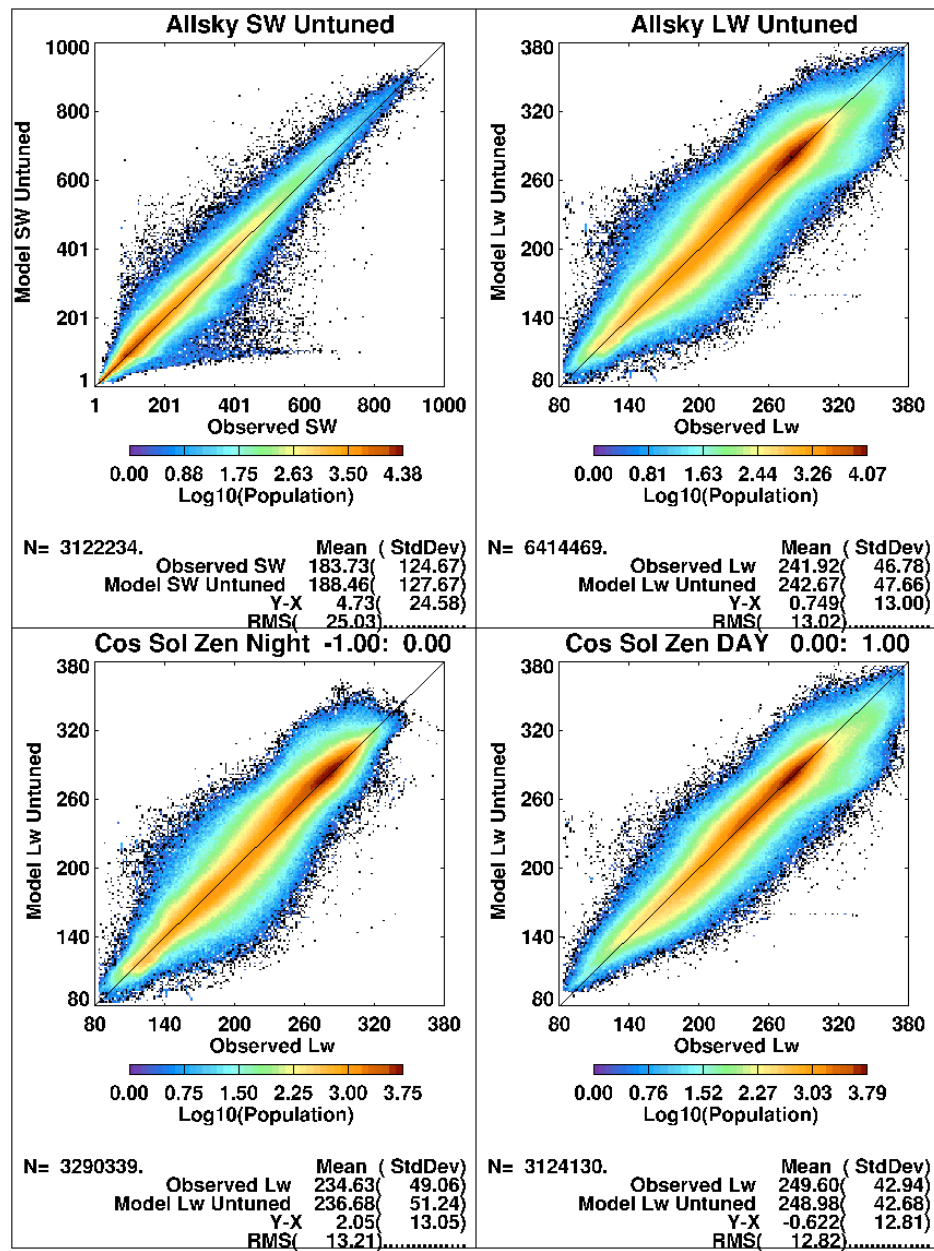 Allsky SW Untuned
1000
800
600
401
201
1
Model SW Untuned
1 201 401 600 800 1000
Observed SW
0.00 0.88 1.75 2.63 3.50 4.38
Log10(Population)
N= 3122234. Mean ( StdDev)
Observed SW 183.73( 124.67)
Model SW Untuned 188.46( 127.67)
Y-X 4.73( 24.58)
RMS( 25.03)..............
Allsky LW Untuned
380
320
260
200
140
80
Model Lw Untuned
80 140 200 260 320 380
Observed Lw
0.00 0.81 1.63 2.44 3.26 4.07
Log10(Population)
N= 6414469. Mean ( StdDev)
Observed Lw 241.92( 46.78)
Model Lw Untuned 242.67( 47.66)
Y-X 0.749( 13.00)
RMS( 13.02)..............
Cos Sol Zen Night -1.00: 0.00
380
320
260
200
140
80
Model Lw Untuned
80 140 200 260 320 380
Observed Lw
0.00 0.75 1.50 2.25 3.00 3.75
Log10(Population)
N= 3290339. Mean ( StdDev)
Observed Lw 234.63( 49.06)
Model Lw Untuned 236.68( 51.24)
Y-X 2.05( 13.05)
RMS( 13.21)..............
Cos Sol Zen DAY 0.00: 1.00
380
320
260
200
140
80
Model Lw Untuned
80 140 200 260 320 380
Observed Lw
0.00 0.76 1.52 2.27 3.03 3.79
Log10(Population)
N= 3124130. Mean ( StdDev)
Observed Lw 249.60( 42.94)
Model Lw Untuned 248.98( 42.68)
Y-X -0.622( 12.81)
RMS( 12.82)..............